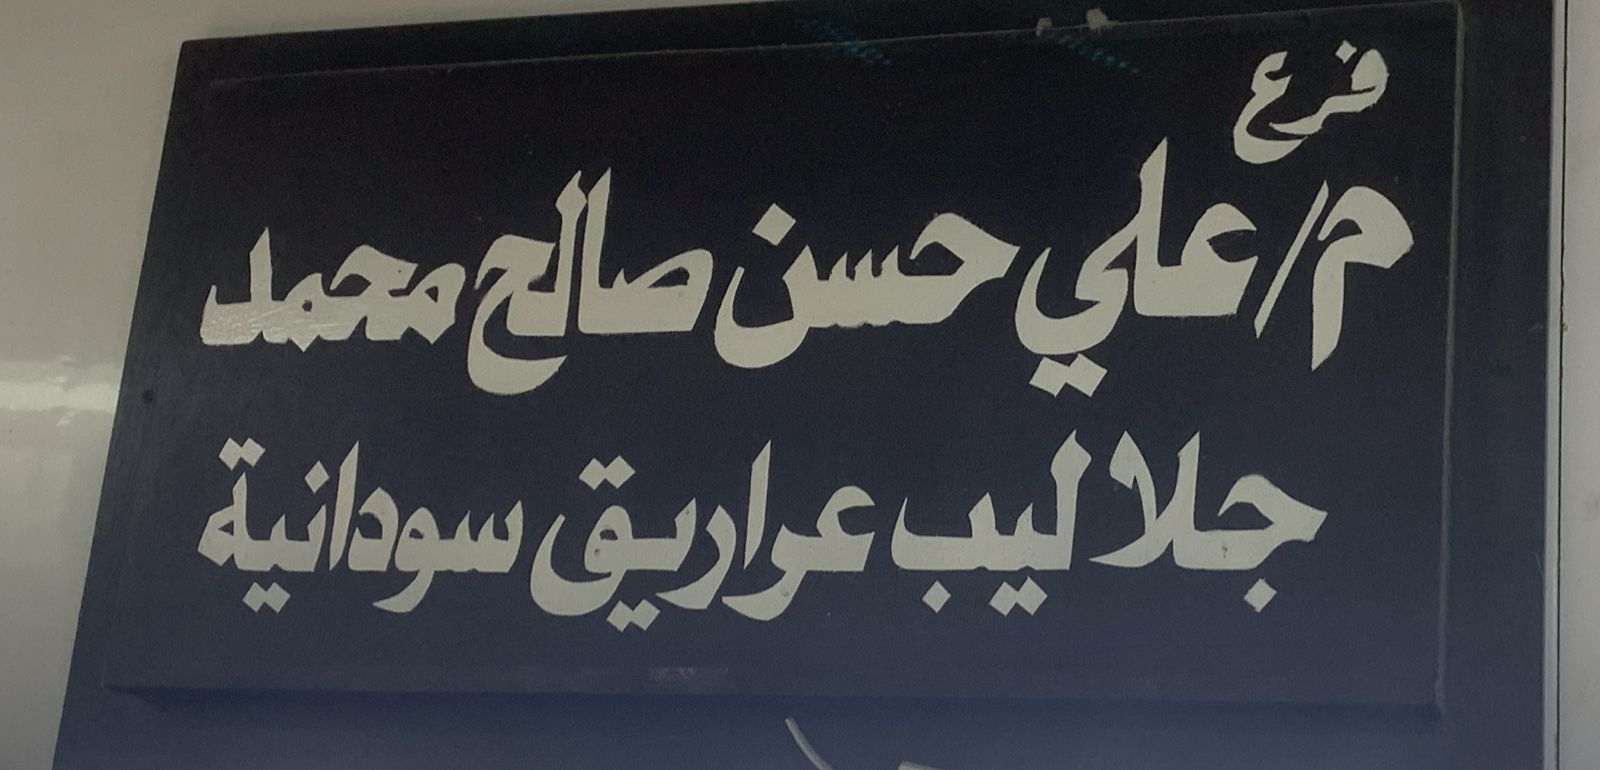 فرع
م/علي حسن صالح محمد
جلاليب عراريق سودانية